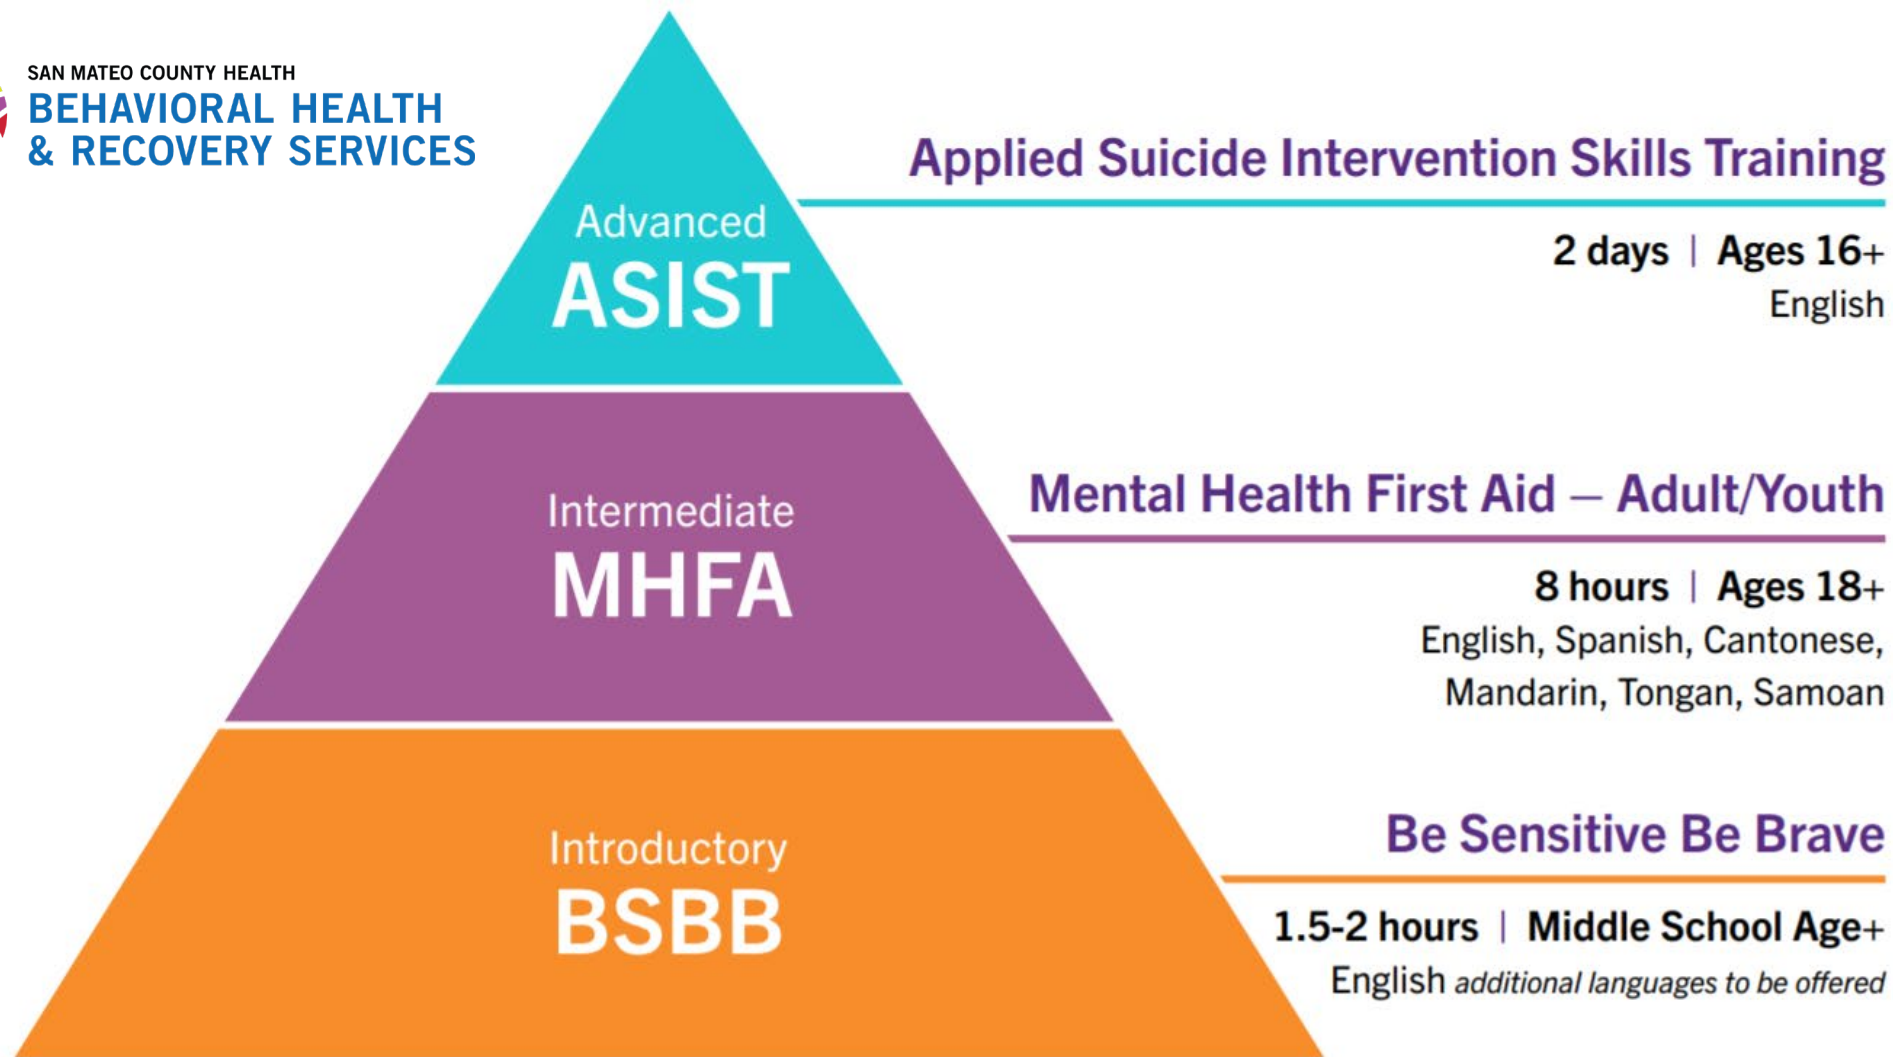 SAN MATEO COUNTY HEALTH
BEHAVIORAL HEALTH
& RECOVERY SERVICES
Advanced
ASIST
Applied Suicide Intervention Skills Training
2 days | Ages 16+
English
Intermediate
MHFA
Mental Health First Aid – Adult/Youth
8 hours | Ages 18+
English, Spanish, Cantonese,
Mandarin, Tongan, Samoan
Introductory
BSBB
Be Sensitive Be Brave
1.5-2 hours | Middle School Age+
English additional languages to be offered